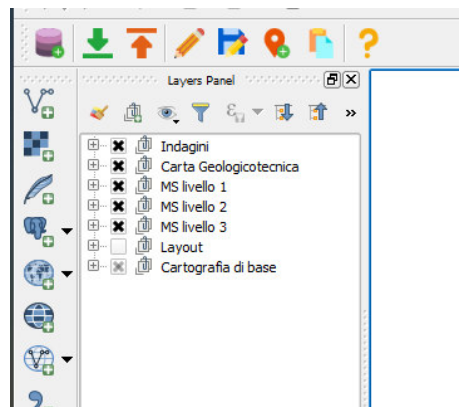 Layers Panel
Indagini
Carta Geologicotecnica
MS livello 1
MS livello 2
MS livello 3
Layout
Cartografia di base